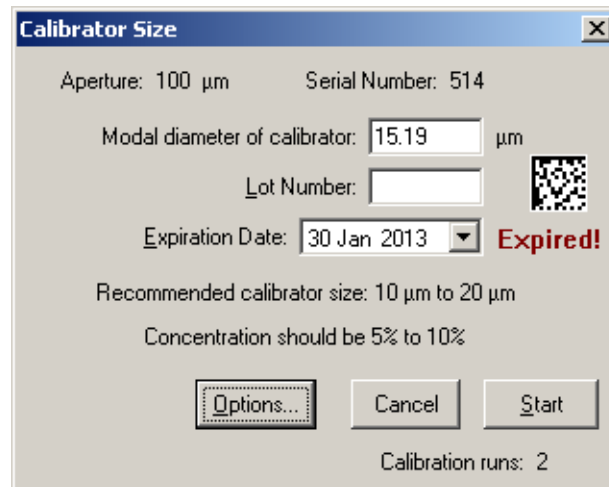 Calibrator Size
Aperture: 100 µm Serial Number: 514
Modal diameter of calibrator: 15.19 µm
Lot Number:
Expiration Date: 30 Jan 2013 Expired!
Recommended calibrator size: 10 µm to 20 µm
Concentration should be 5% to 10%
Options... Cancel Start
Calibration runs: 2